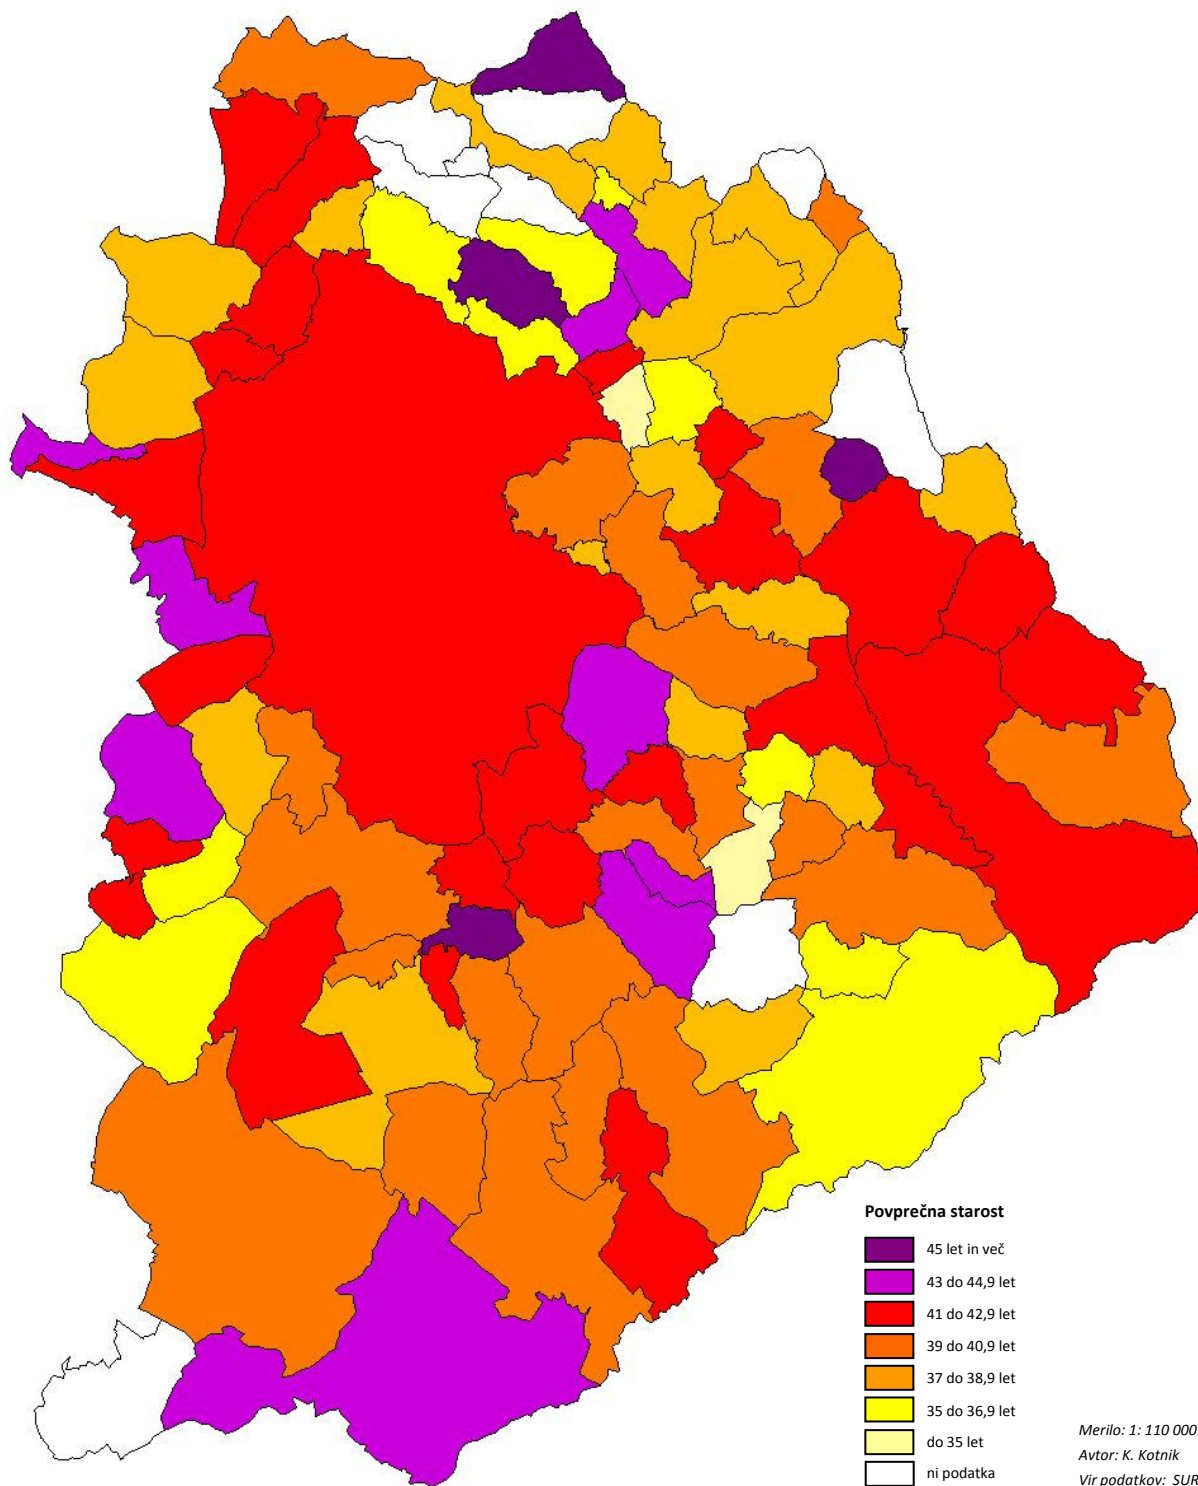 Povprečna starost
45 let in več
43 do 44,9 let
41 do 42,9 let
39 do 40,9 let
37 do 38,9 let
35 do 36,9 let
do 35 let
ni podatka
Merilo: 1: 110 000
Avtor: K. Kotnik
Vir podatkov: SUR